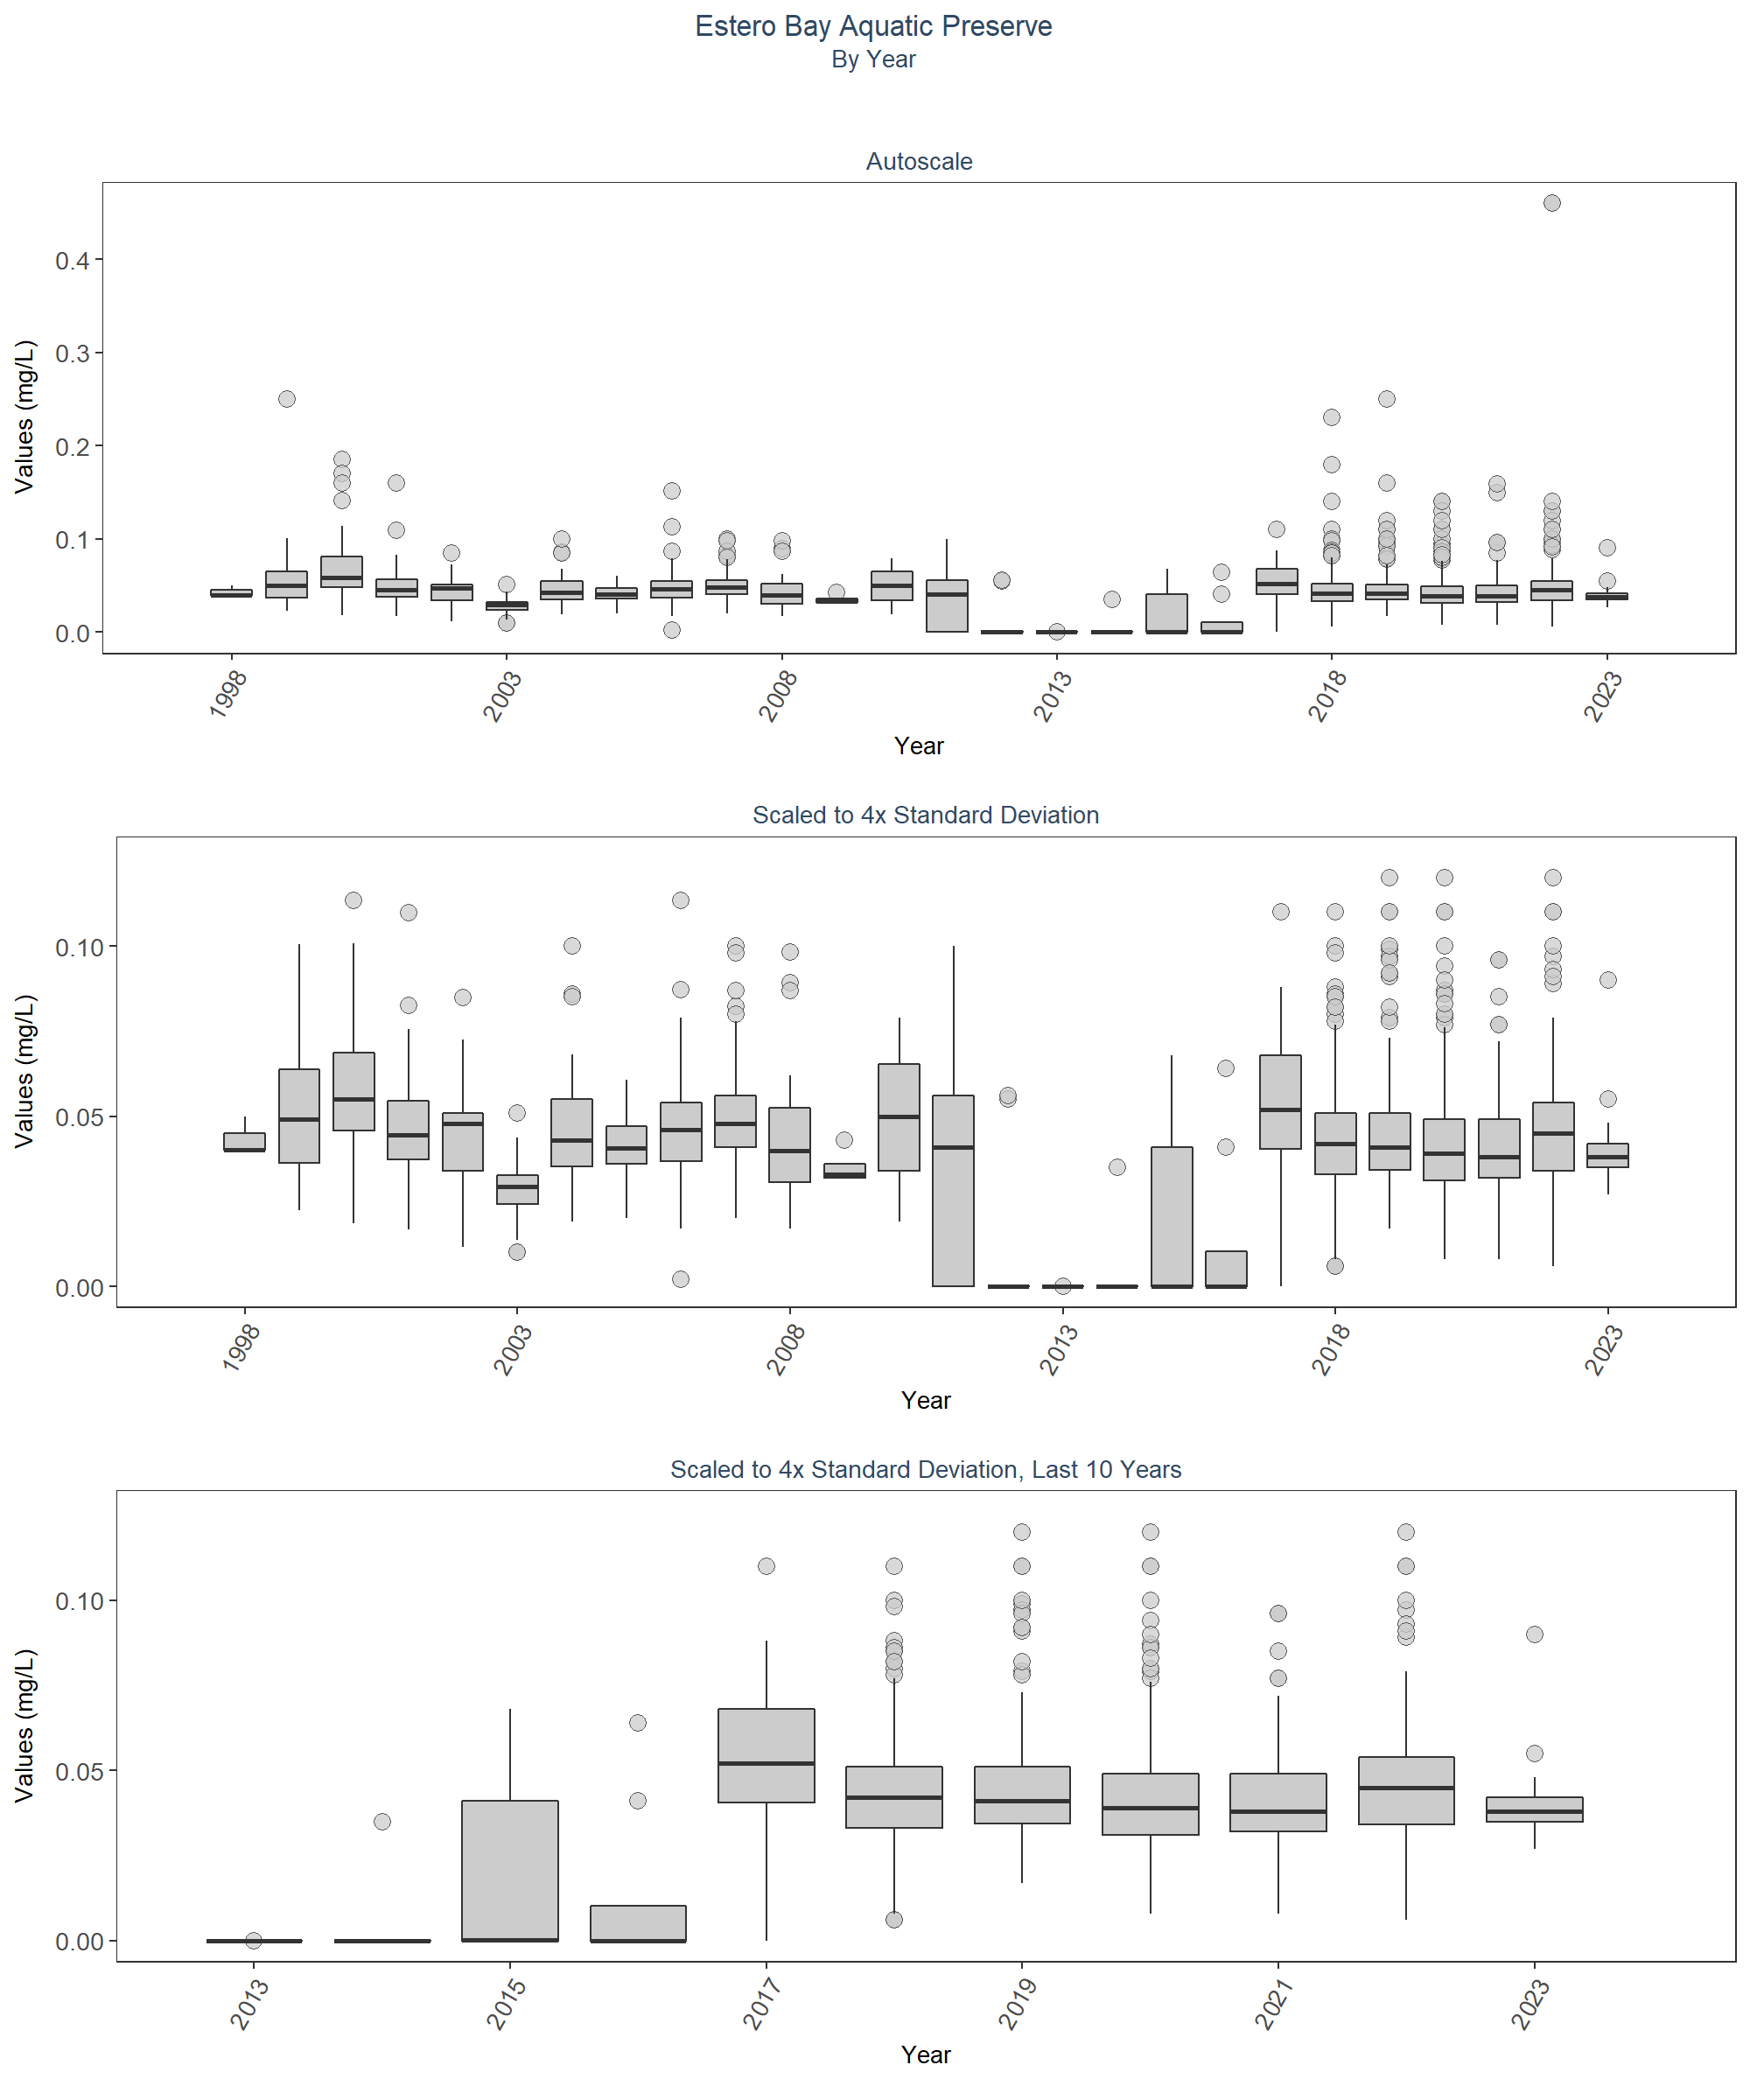 Estero Bay Aquatic Preserve
By Year
Autoscale
Values (mg/L)
0.4
0.3
0.2
0.1
0.0
1998
2003
2008
2013
2018
2023
Year
Scaled to 4x Standard Deviation
Values (mg/L)
0.10
0.05
0.00
1998
2003
2008
2013
2018
2023
Year
Scaled to 4x Standard Deviation, Last 10 Years
Values (mg/L)
0.10
0.05
0.00
2013
2015
2017
2019
2021
2023
Year